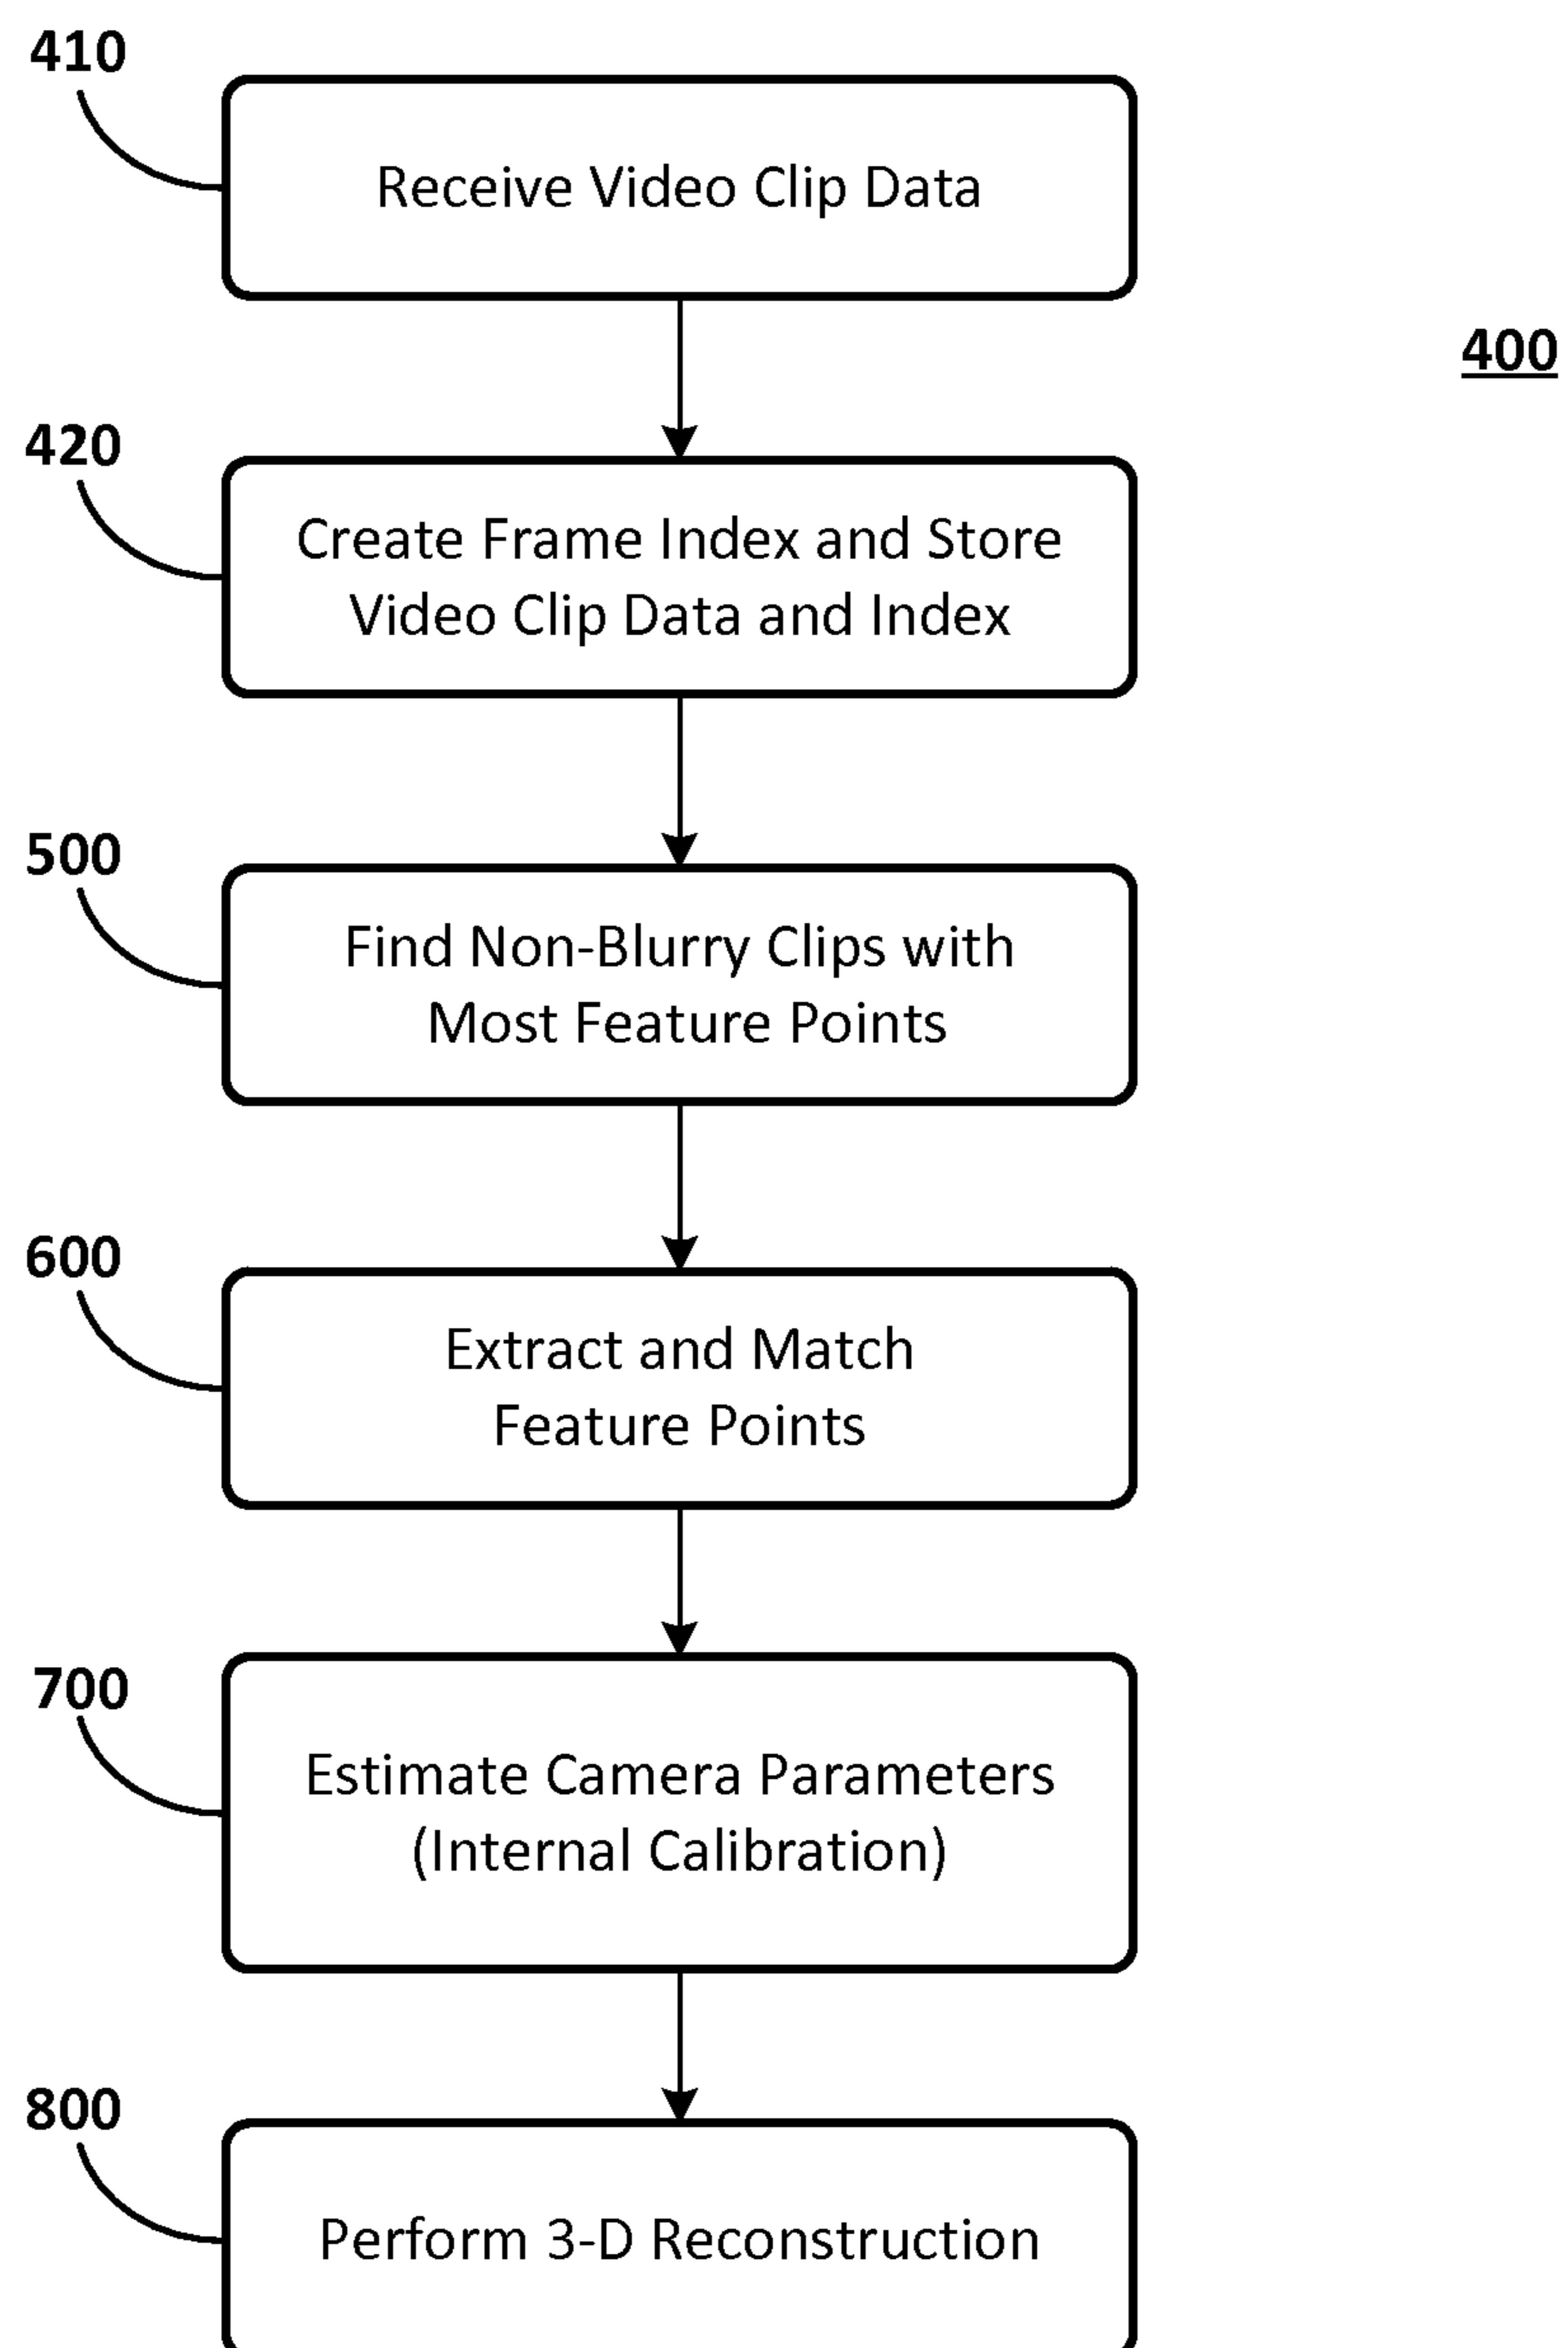 410
Receive Video Clip Data
400
420
Create Frame Index and Store
Video Clip Data and Index
500
Find Non-Blurry Clips with
Most Feature Points
600
Extract and Match
Feature Points
700
Estimate Camera Parameters
(Internal Calibration)
800
Perform 3-D Reconstruction